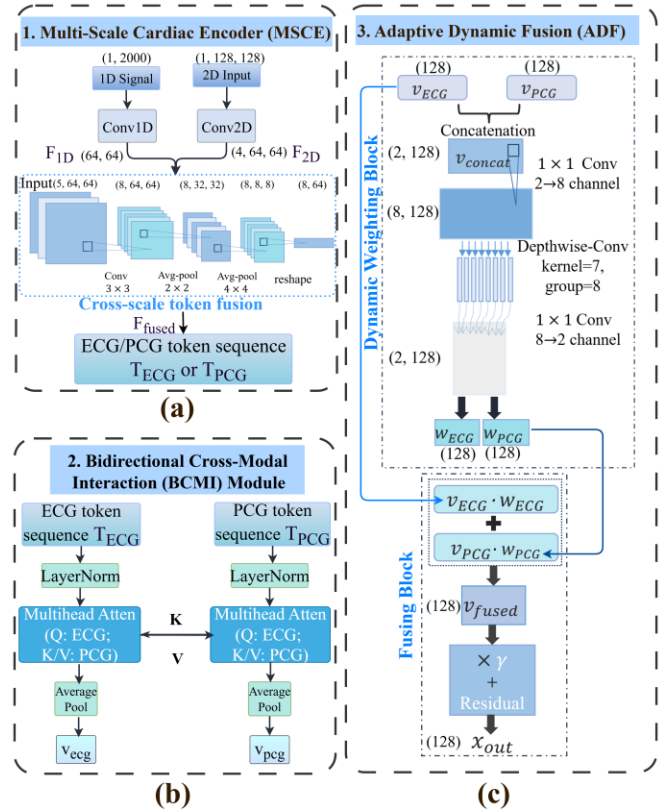 1. Multi-Scale Cardiac Encoder (MSCE)
(1, 2000)
(1, 128, 128)
1D Signal
2D Input
Conv1D
Conv2D
F1D
(64, 64)
(4, 64, 64)
F2D
Input(5, 64, 64)
(8, 64, 64)
(8, 32, 32)
(8, 8, 8)
(8, 64)
Conv
3 × 3
Avg-pool
2 × 2
Avg-pool
4 × 4
reshape
Cross-scale token fusion
Ffused
ECG/PCG token sequence
TECG or TPCG
(a)
2. Bidirectional Cross-Modal
Interaction (BCMI) Module
ECG token
sequence TECG
PCG token
sequence TPCG
LayerNorm
LayerNorm
Multihead Atten
(Q: ECG;
K/V: PCG)
K
V
Multihead Atten
(Q: ECG;
K/V: PCG)
Average
Pool
Average
Pool
vecg
vpcg
(b)
3. Adaptive Dynamic Fusion (ADF)
Dynamic Weighting Block
(128)
(128)
vECG
vPCG
Concatenation
(2, 128)
vconcat
1 × 1 Conv
2→8 channel
(8, 128)
Depthwise-Conv
kernel=7,
group=8
1 × 1 Conv
8→2 channel
(2, 128)
wECG
wPCG
(128)
(128)
Fusing Block
vECG · wECG
+
vPCG · wPCG
(128)
vfused
× γ
+
Residual
(128)
xout
(c)